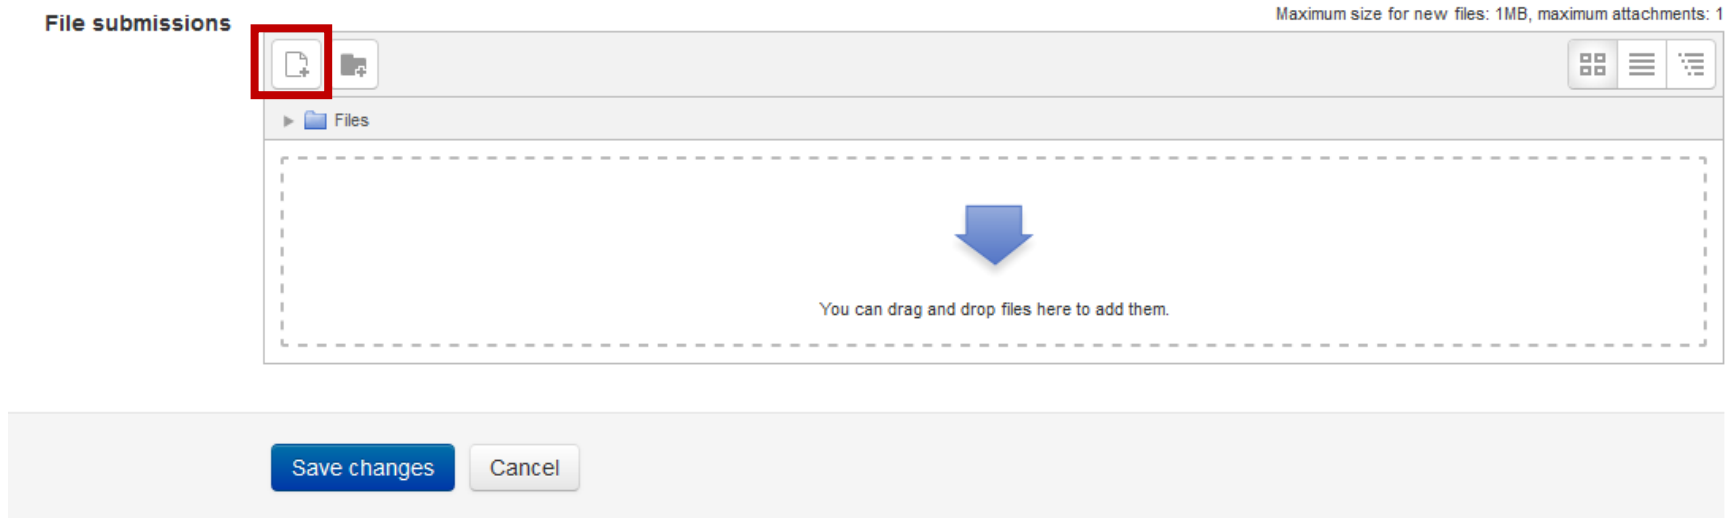 File submissions
Maximum size for new files: 1MB, maximum attachments: 1
Files
You can drag and drop files here to add them.
Save changes
Cancel